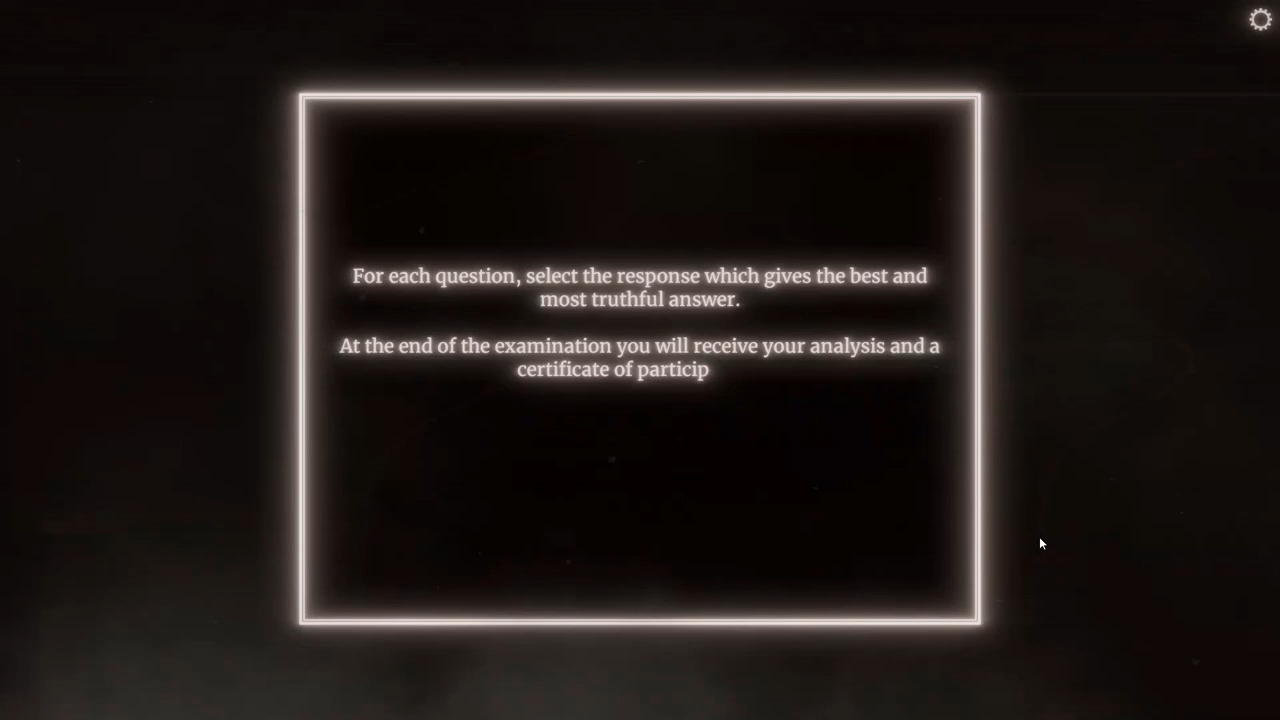 For each question, select the response which gives the best and
most truthful answer.
At the end of the examination you will receive your analysis and a
certificate of particip